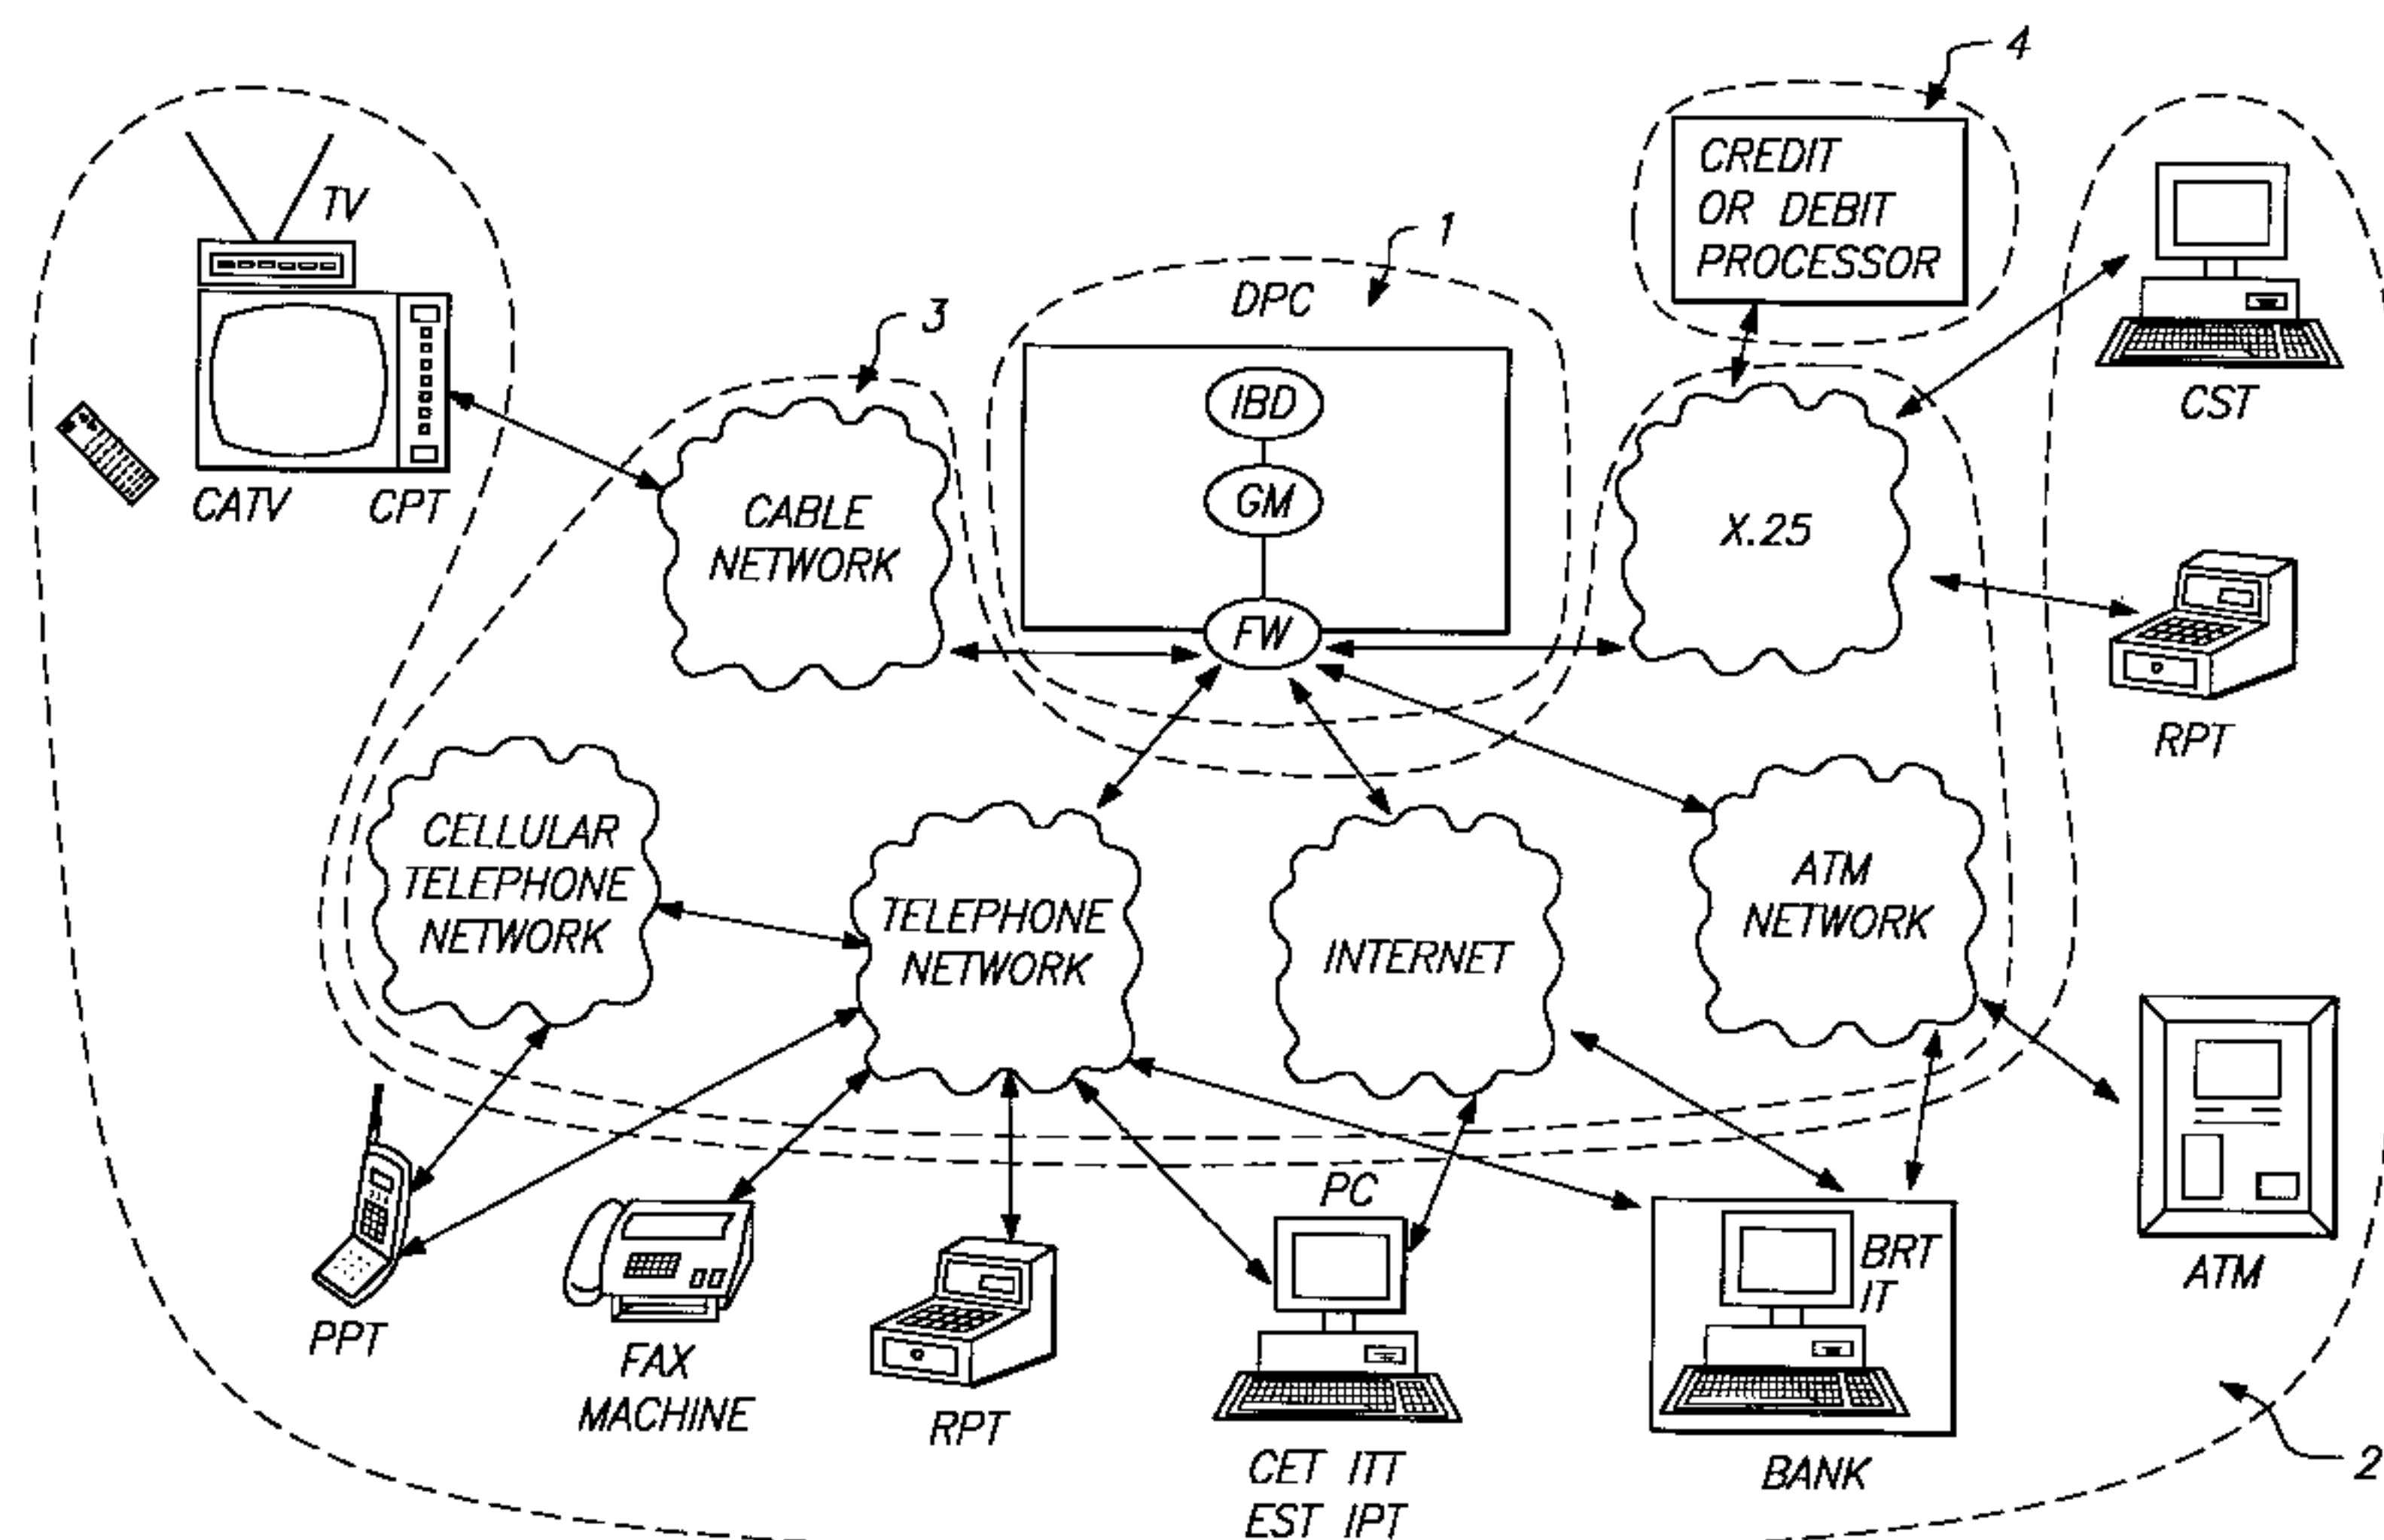 4
CREDIT
OR DEBIT
PROCESSOR
TV
1
DPC
3
IBD
GM
FW
CST
CATV CPT
CABLE
NETWORK
X.25
RPT
CELLULAR
TELEPHONE
NETWORK
TELEPHONE
NETWORK
INTERNET
ATM
NETWORK
PC
BRT
IT
ATM
PPT
FAX
MACHINE
RPT
CET ITT
EST IPT
BANK
2